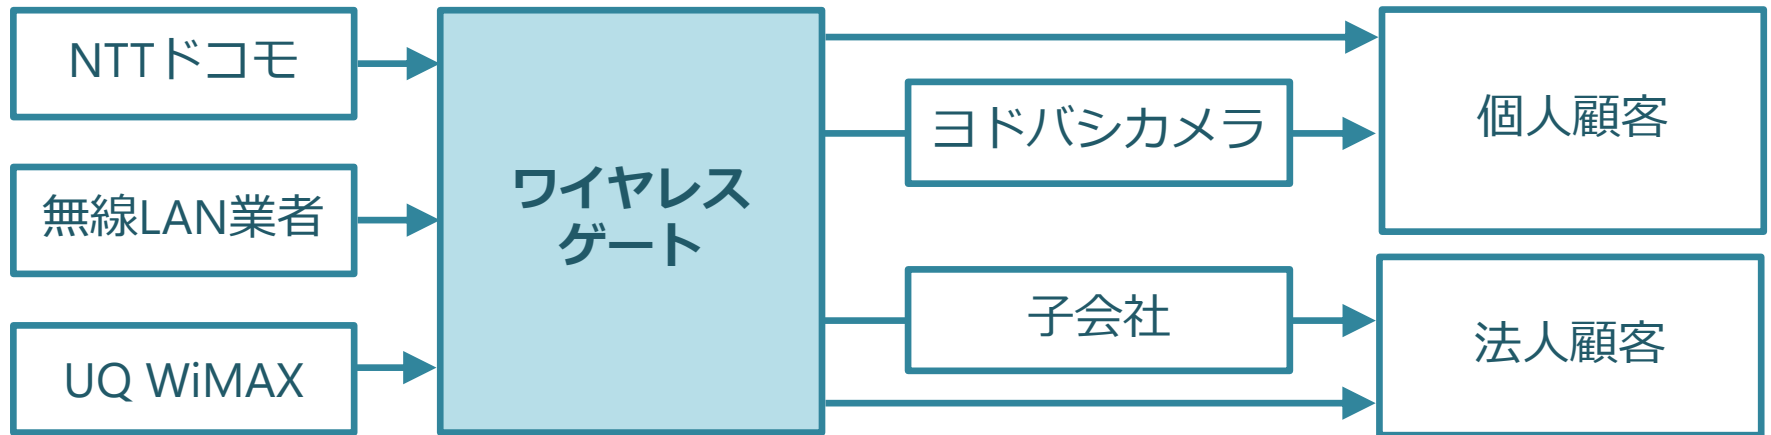 NTTドコモ
無線LAN業者
UQ WiMAX
ワイヤレス
ゲート
ヨドバシカメラ
子会社
個人顧客
法人顧客